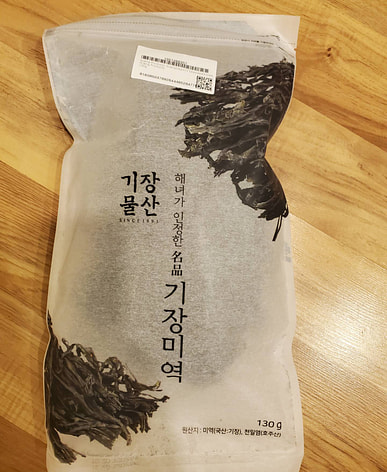 기장
물산
해녀가 인정한 名品
기장미역
130 g
원산지 : 미역(국산:기장), 천일염(호주산)